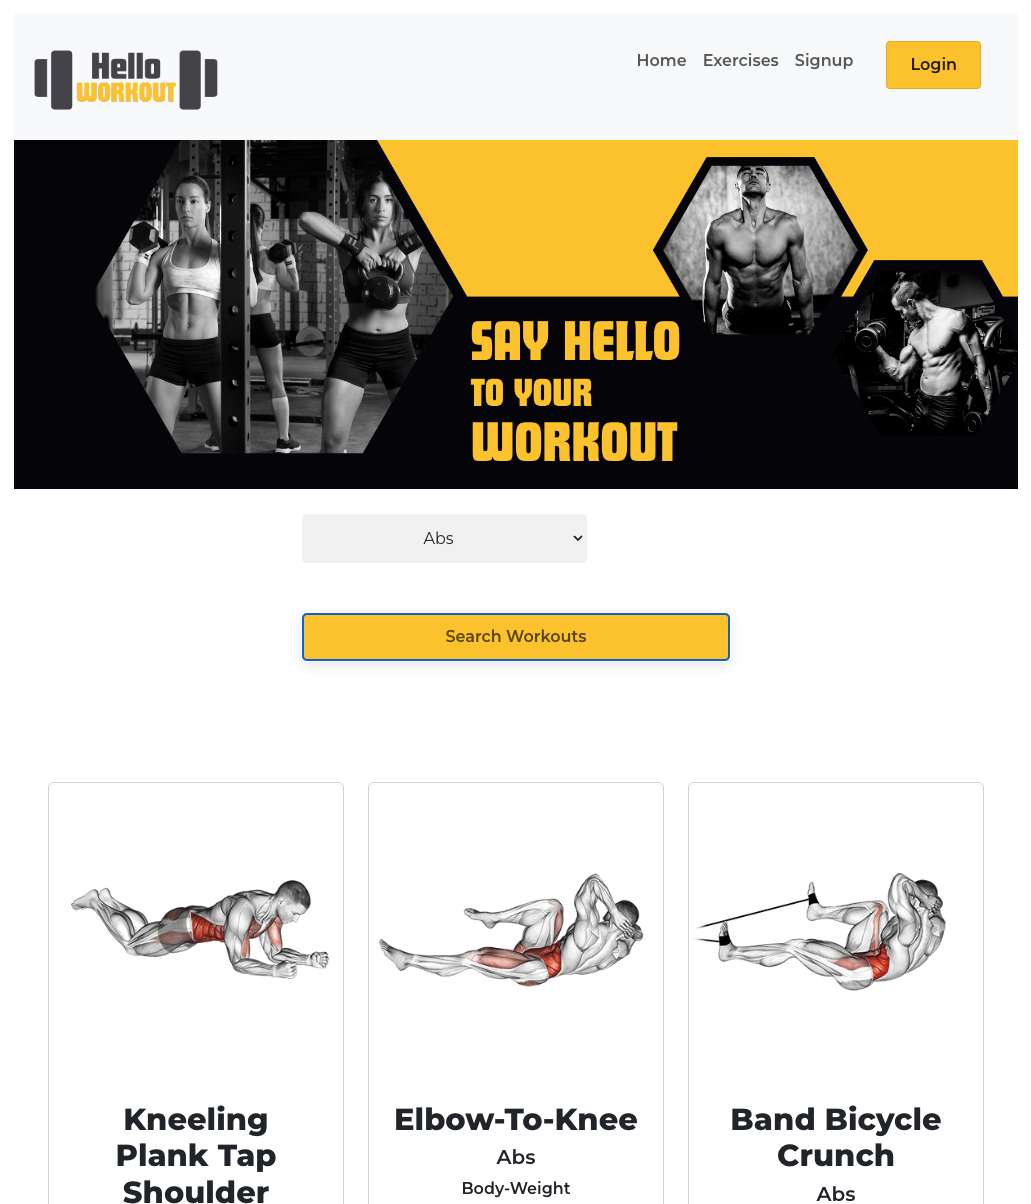 Hello
WORKOUT
Home Exercises Signup Login
SAY HELLO
TO YOUR
WORKOUT
Abs
Search Workouts
Kneeling
Plank Tap
Shoulder
Elbow-To-Knee
Abs
Body-Weight
Band Bicycle
Crunch
Abs